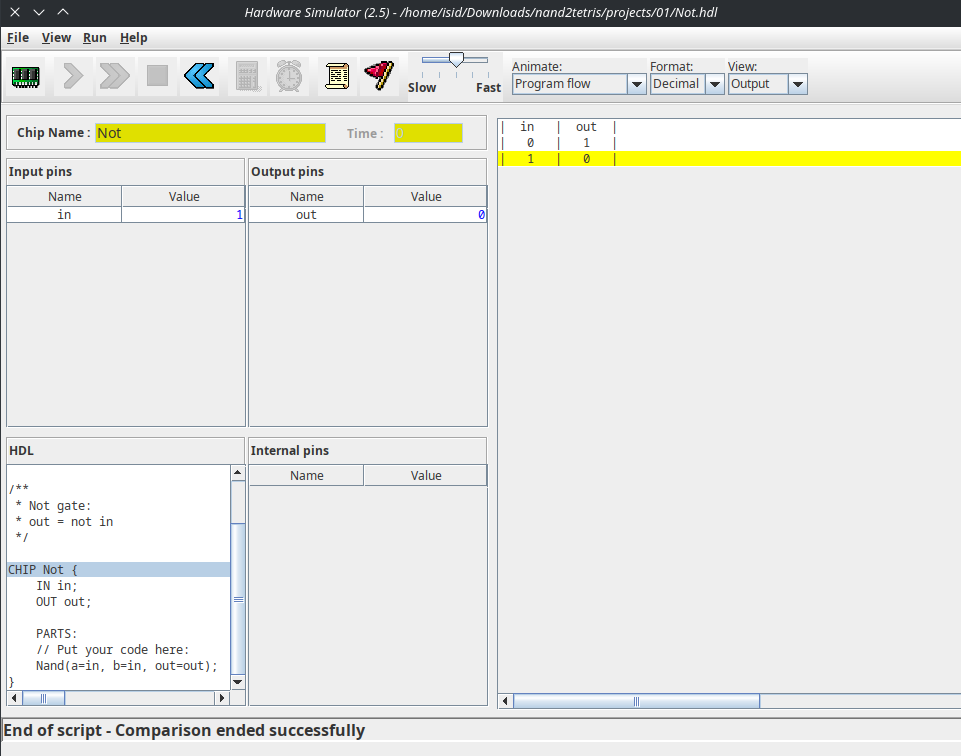 Hardware Simulator (2.5) - /home/isid/Downloads/nand2tetris/projects/01/Not.hdl
File View Run Help
Slow Fast
Animate:
Program flow
Format:
Decimal
View:
Output
Chip Name : Not Time : 0
Input pins
Name Value
in 1
Output pins
Name Value
out 0
HDL
/**
 * Not gate:
 * out = not in
 */
CHIP Not {
    IN in;
    OUT out;
    PARTS:
    // Put your code here:
    Nand(a=in, b=in, out=out);
}
Internal pins
Name Value
| in | out |
| 0 | 1 |
| 1 | 0 |
End of script - Comparison ended successfully